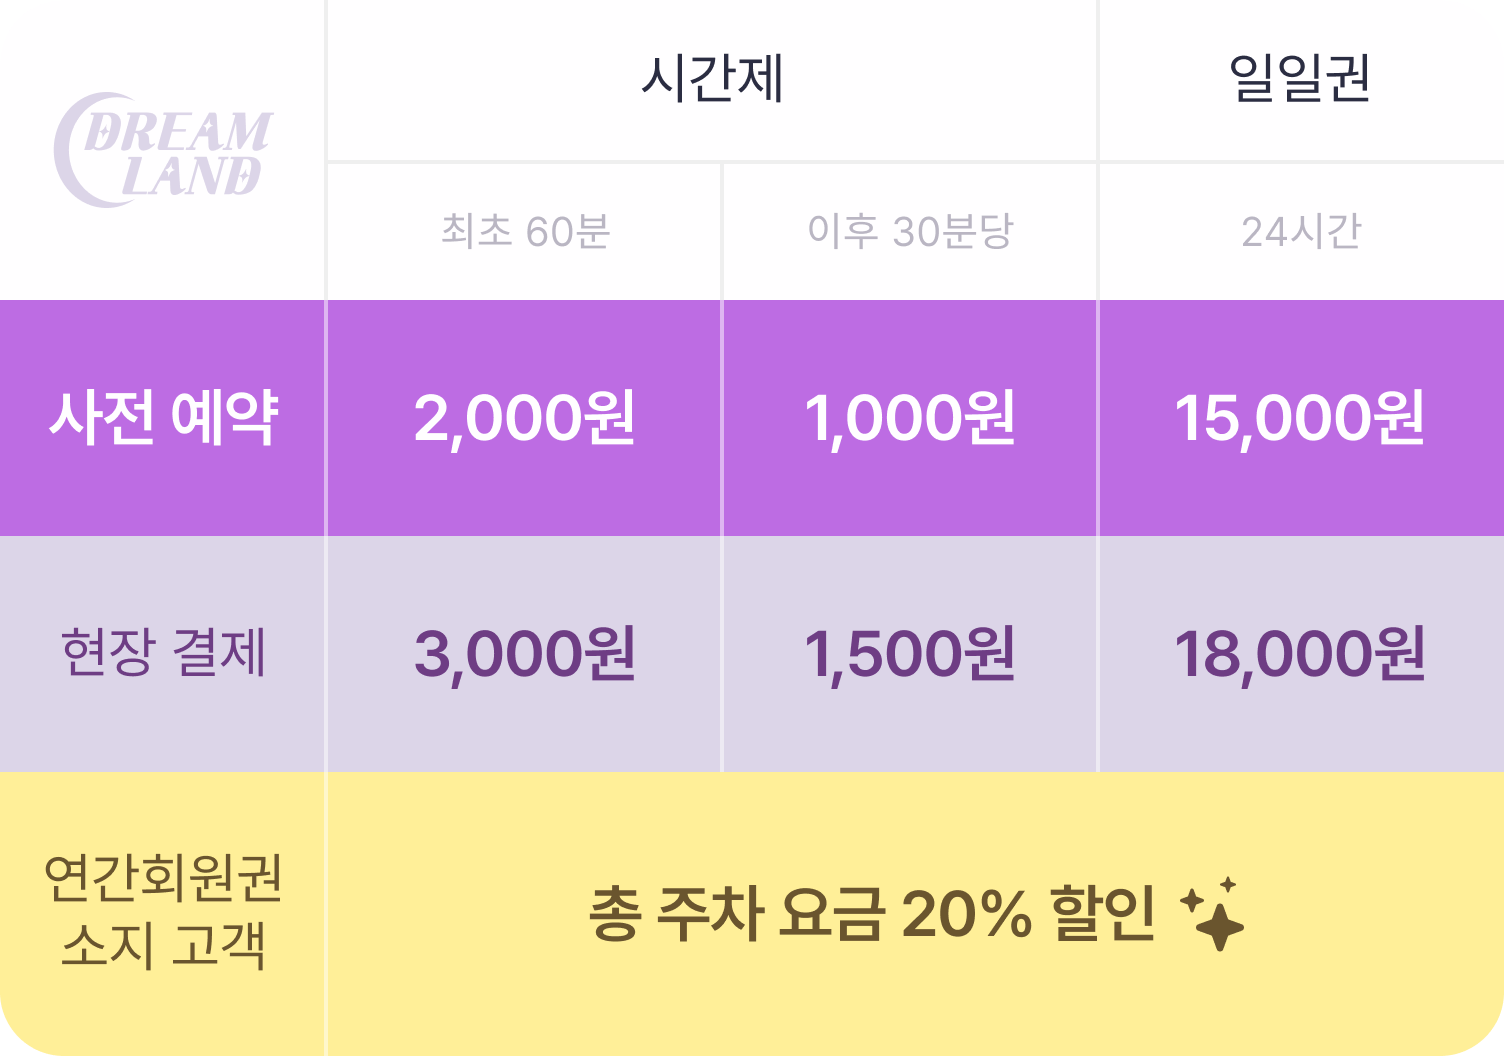 DREAM
LAND
시간제
일일권
최초 60분
이후 30분당
24시간
사전 예약
2,000원
1,000원
15,000원
현장 결제
3,000원
1,500원
18,000원
연간회원권
소지 고객
총 주차 요금 20% 할인